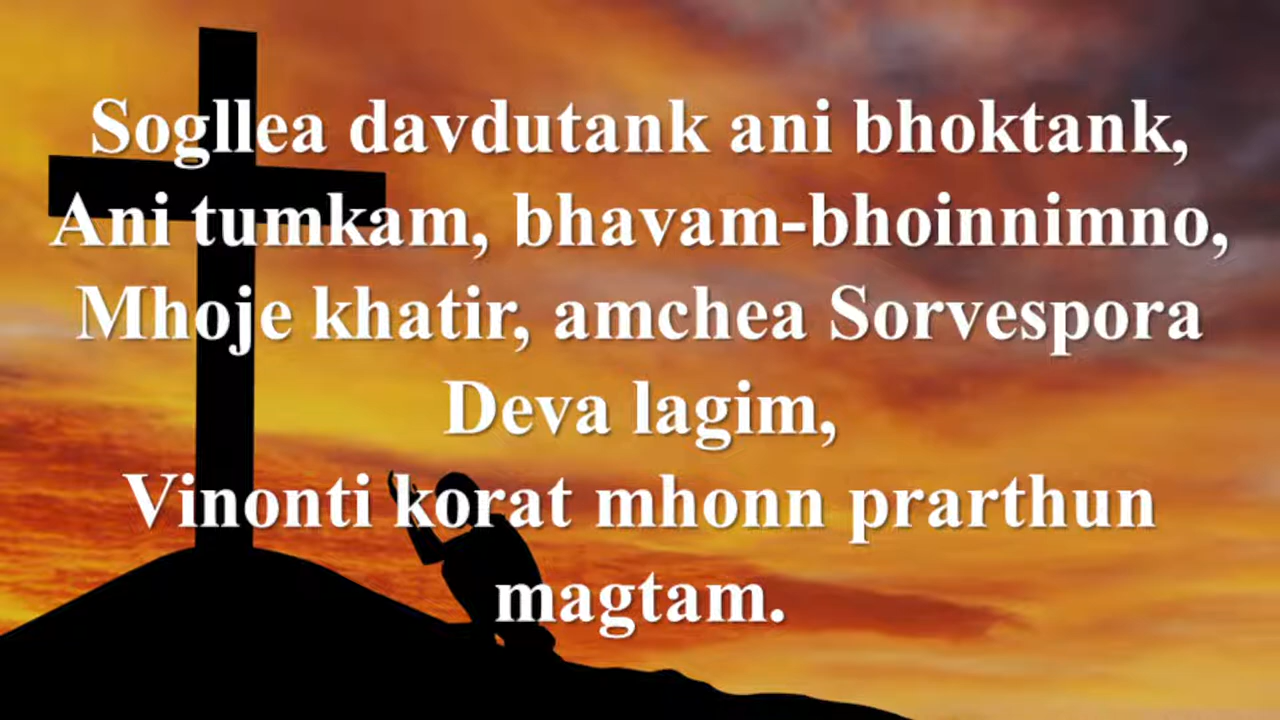 Sogllea davdutank ani bhoktank,
Ani tumkam, bhavam-bhoinnimno,
Mhoje khatir, amchea Sorvespora
Deva lagim,
Vinonti korat mhonn prarthun
magtam.